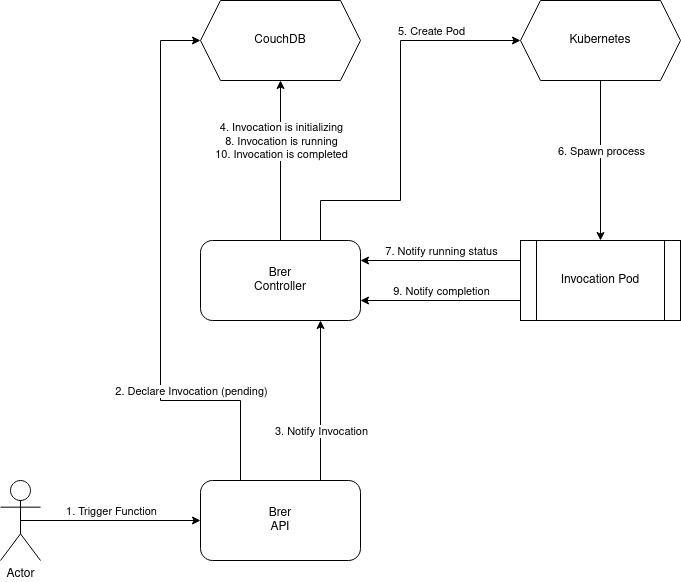 CouchDB
5. Create Pod
Kubernetes
4. Invocation is initializing
8. Invocation is running
10. Invocation is completed
6. Spawn process
Brer
Controller
7. Notify running status
9. Notify completion
Invocation Pod
2. Declare Invocation (pending)
3. Notify Invocation
1. Trigger Function
Brer
API
Actor